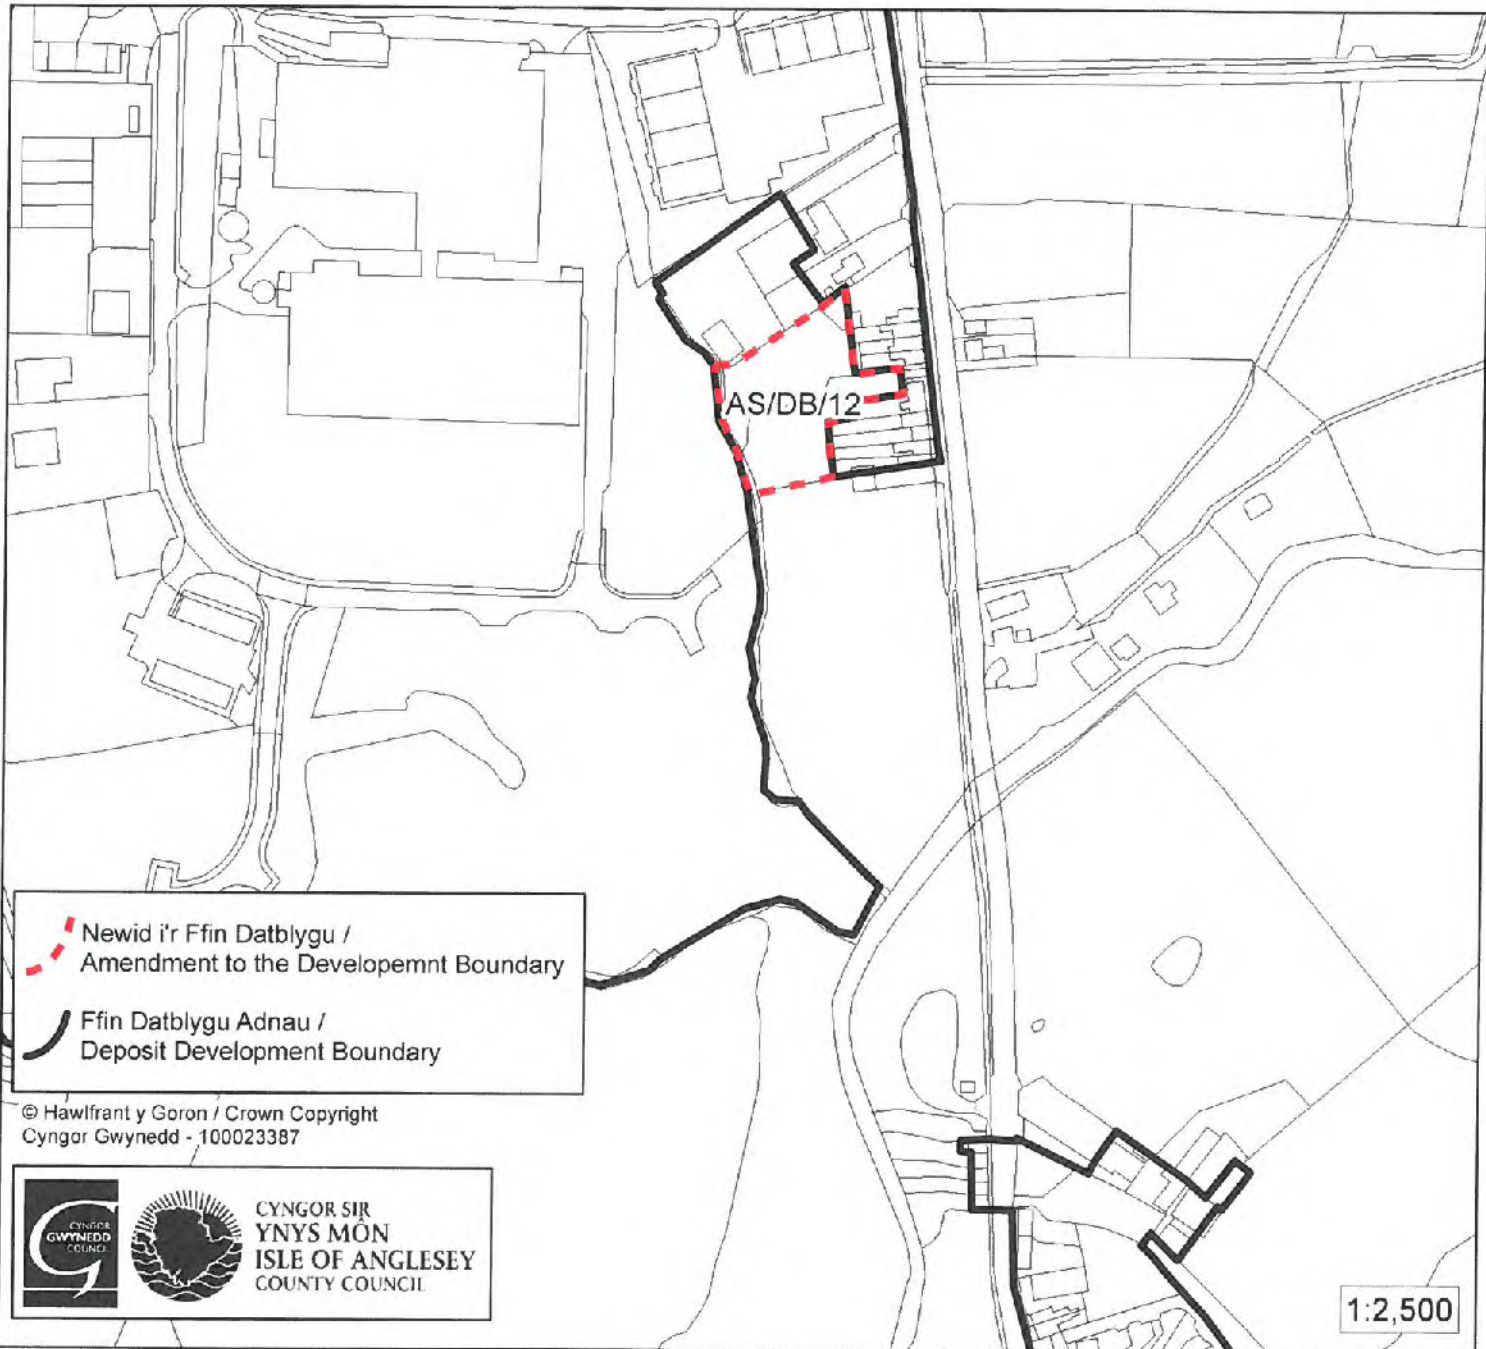 AS/DB/12
Newid i'r Ffin Datblygu /
Amendment to the Developemnt Boundary
Ffin Datblygu Adnau /
Deposit Development Boundary
© Hawlfrant y Goron / Crown Copyright
Cyngor Gwynedd - 100023387
CYNGOR
GWYNEDD
COUNCIL
CYNGOR SIR
YNYS MÔN
ISLE OF ANGLESEY
COUNTY COUNCIL
1:2,500